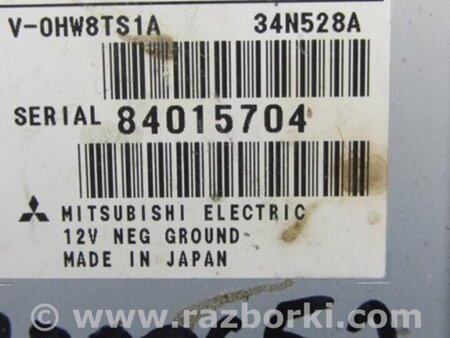 V-0HW8TS1A 34N528A
SERIAL 84015704
MITSUBISHI ELECTRIC
12V NEG GROUND
MADE IN JAPAN
© www.razborki.com